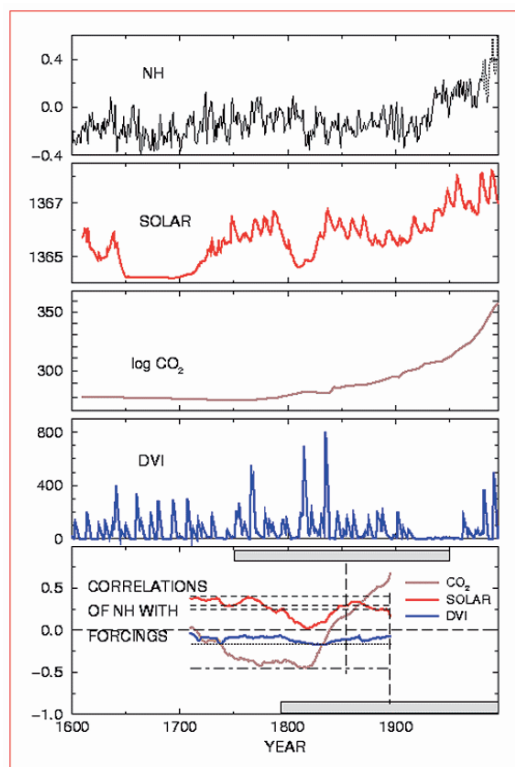 0.4
NH
0.0
−0.4
1367
SOLAR
1365
350
log CO₂
300
800
DVI
400
0
0.5
CORRELATIONS
CO₂
OF NH WITH
SOLAR
DVI
0.0
FORCINGS
−0.5
−1.0
1600
1700
1800
1900
YEAR